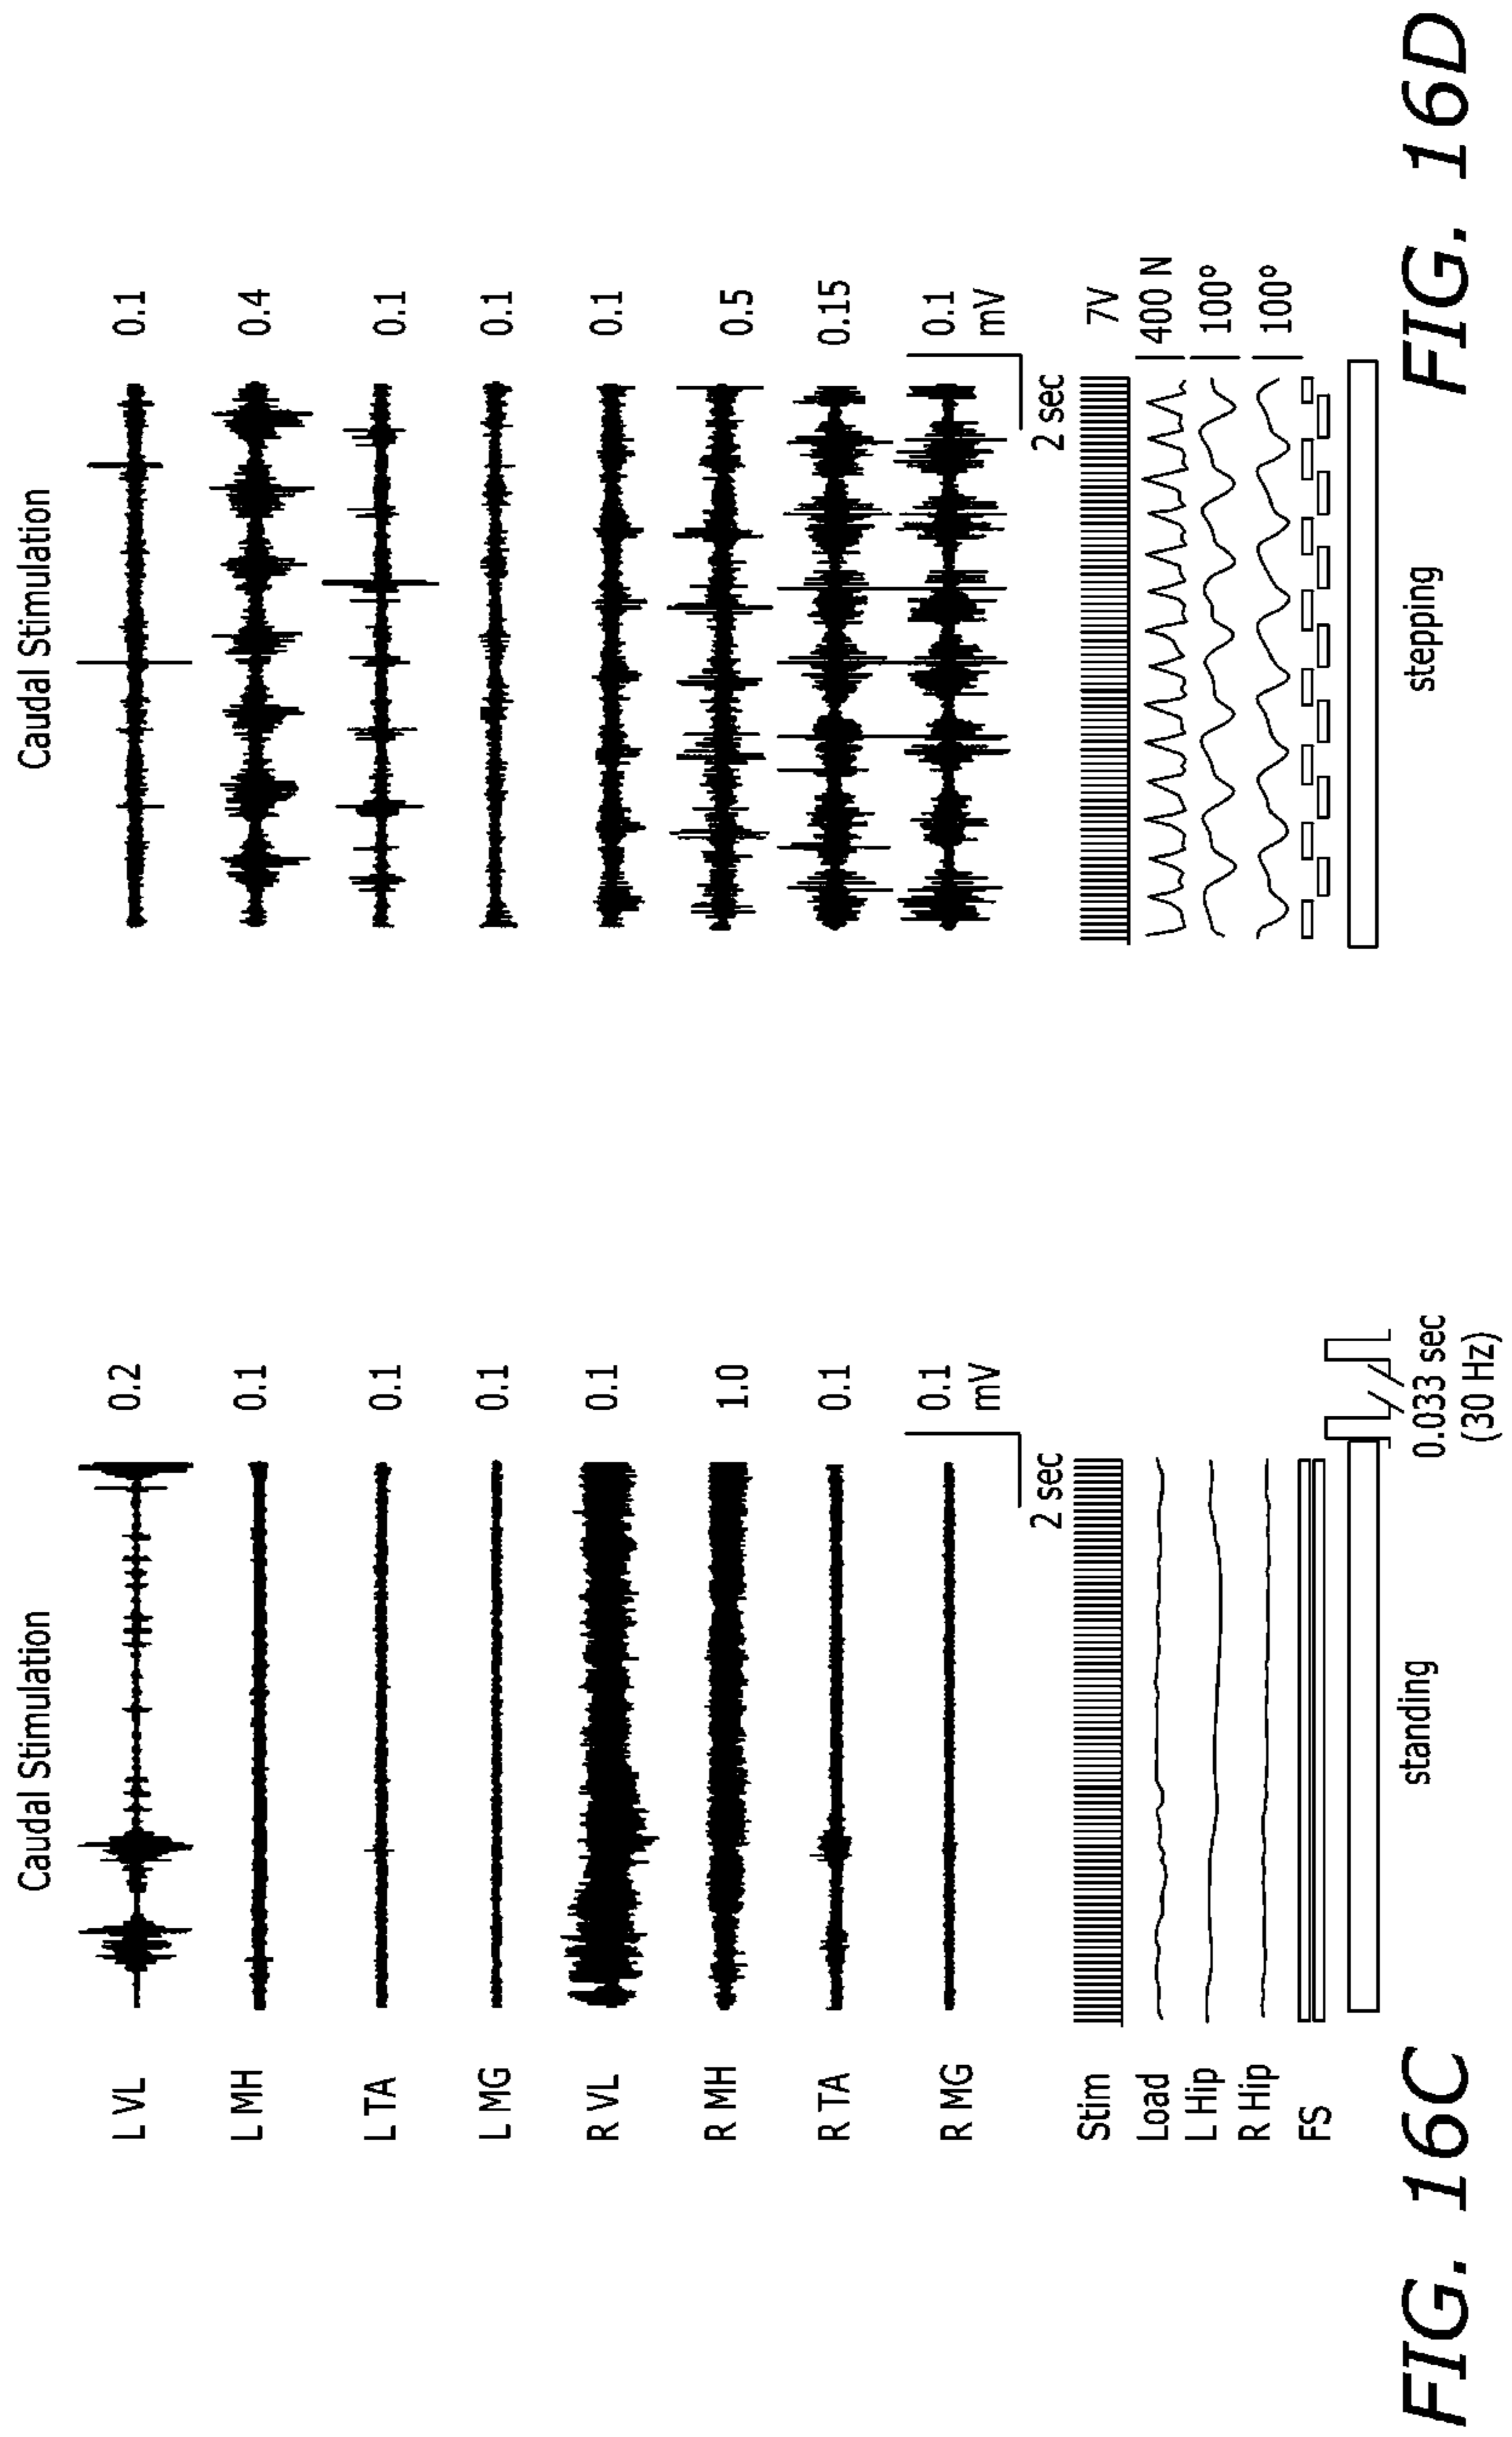 Caudal Stimulation
L VL
0.2
L MH
0.1
L TA
0.1
L MG
0.1
R VL
0.1
R MH
1.0
R TA
0.1
R MG
0.1
mV
2 sec
Stim
Load
L Hip
R Hip
FS
standing
0.033 sec
(30 Hz)
FIG. 16C
Caudal Stimulation
0.1
0.4
0.1
0.1
0.1
0.5
0.15
0.1
mV
2 sec
7V
400 N
100°
100°
stepping
FIG. 16D